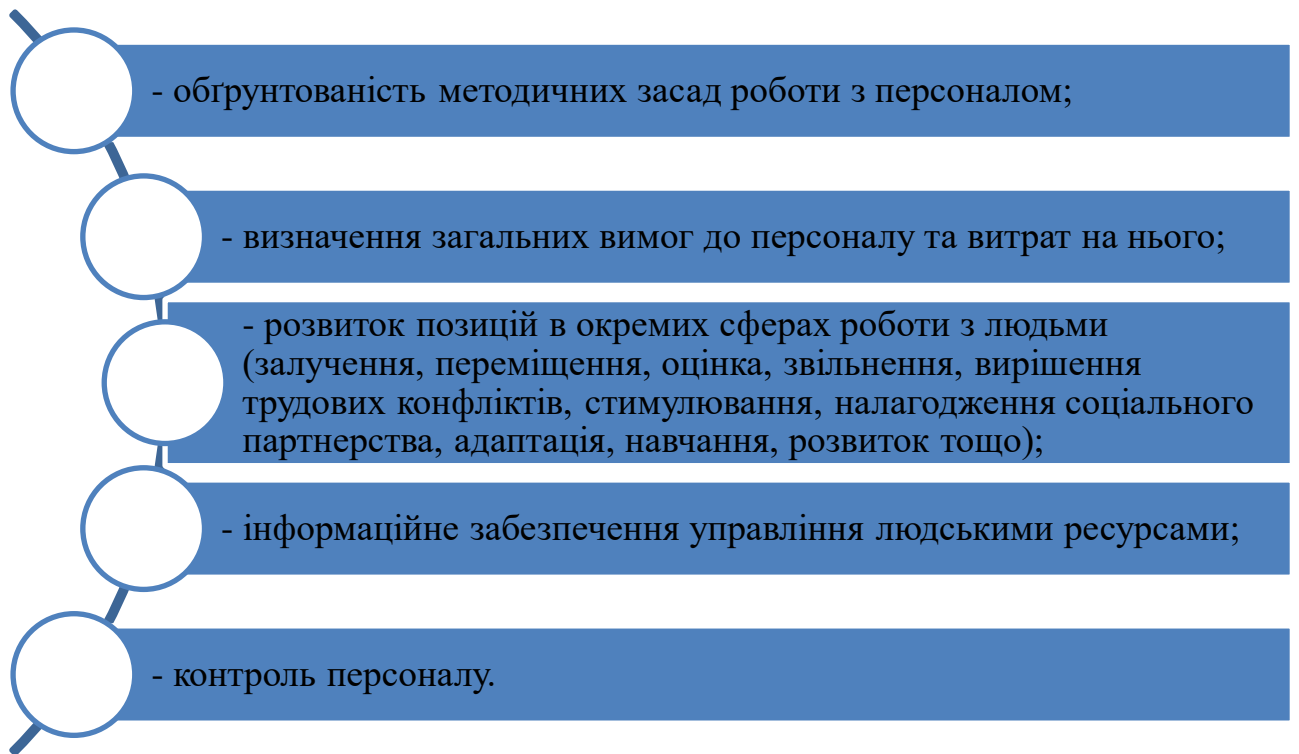 - обґрунтованість методичних засад роботи з персоналом;
- визначення загальних вимог до персоналу та витрат на нього;
- розвиток позицій в окремих сферах роботи з людьми
(залучення, переміщення, оцінка, звільнення, вирішення
трудових конфліктів, стимулювання, налагодження соціального
партнерства, адаптація, навчання, розвиток тощо);
- інформаційне забезпечення управління людськими ресурсами;
- контроль персоналу.